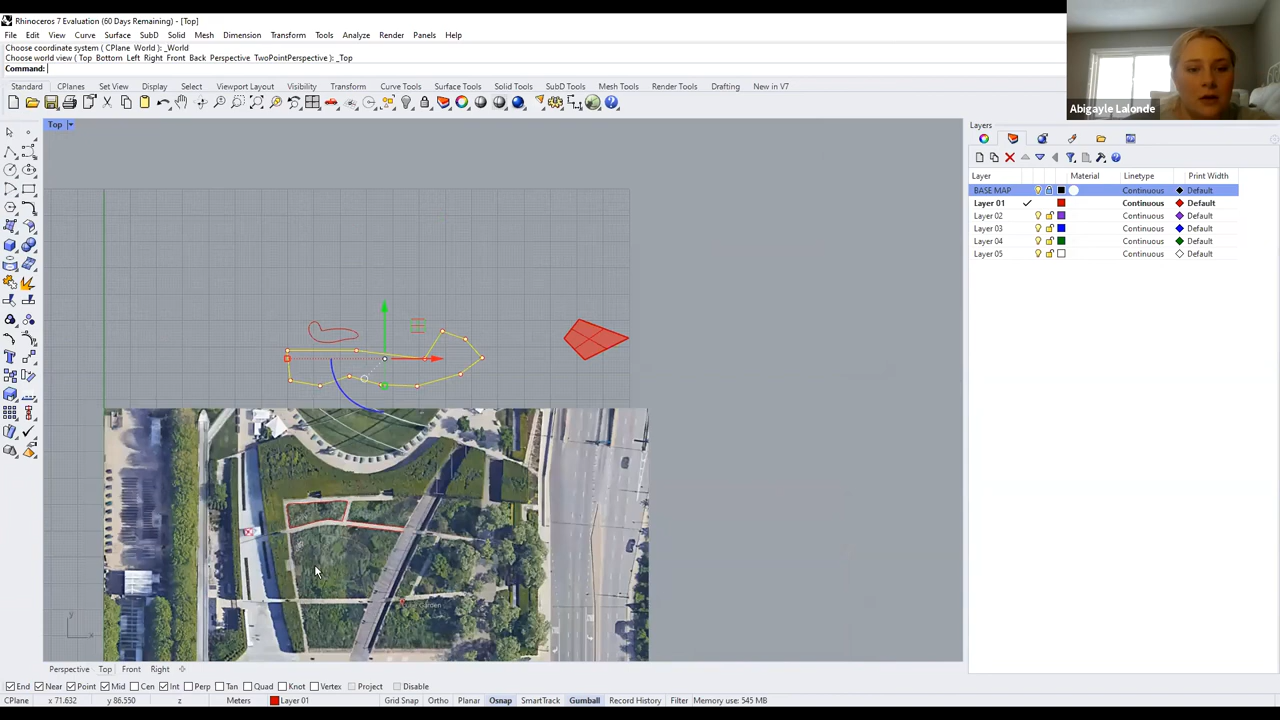 Rhinoceros 7 Evaluation (60 Days Remaining) - [Top]
File Edit View Curve Surface SubD Solid Mesh Dimension Transform Tools Analyze Render Panels Help
Choose coordinate system ( CPlane World ): _World
Choose world view ( Top Bottom Left Right Front Back Perspective TwoPointPerspective ): _Top
Command:
Standard CPlanes Set View Display Select Viewport Layout Visibility Transform Curve Tools Surface Tools Solid Tools SubD Tools Mesh Tools Render Tools Drafting New in V7
Abigayle Lalonde
Top
Layers
Layer Material Linetype Print Width
BASE MAP Continuous Default
Layer 01 Continuous Default
Layer 02 Continuous Default
Layer 03 Continuous Default
Layer 04 Continuous Default
Layer 05 Continuous Default
Garden
Perspective Top Front Right
End Near Point Mid Cen Int Perp Tan Quad Knot Vertex Project Disable
CPlane x 71.632 y 86.550 z Meters Layer 01 Grid Snap Ortho Planar Osnap SmartTrack Gumball Record History Filter Memory use: 545 MB